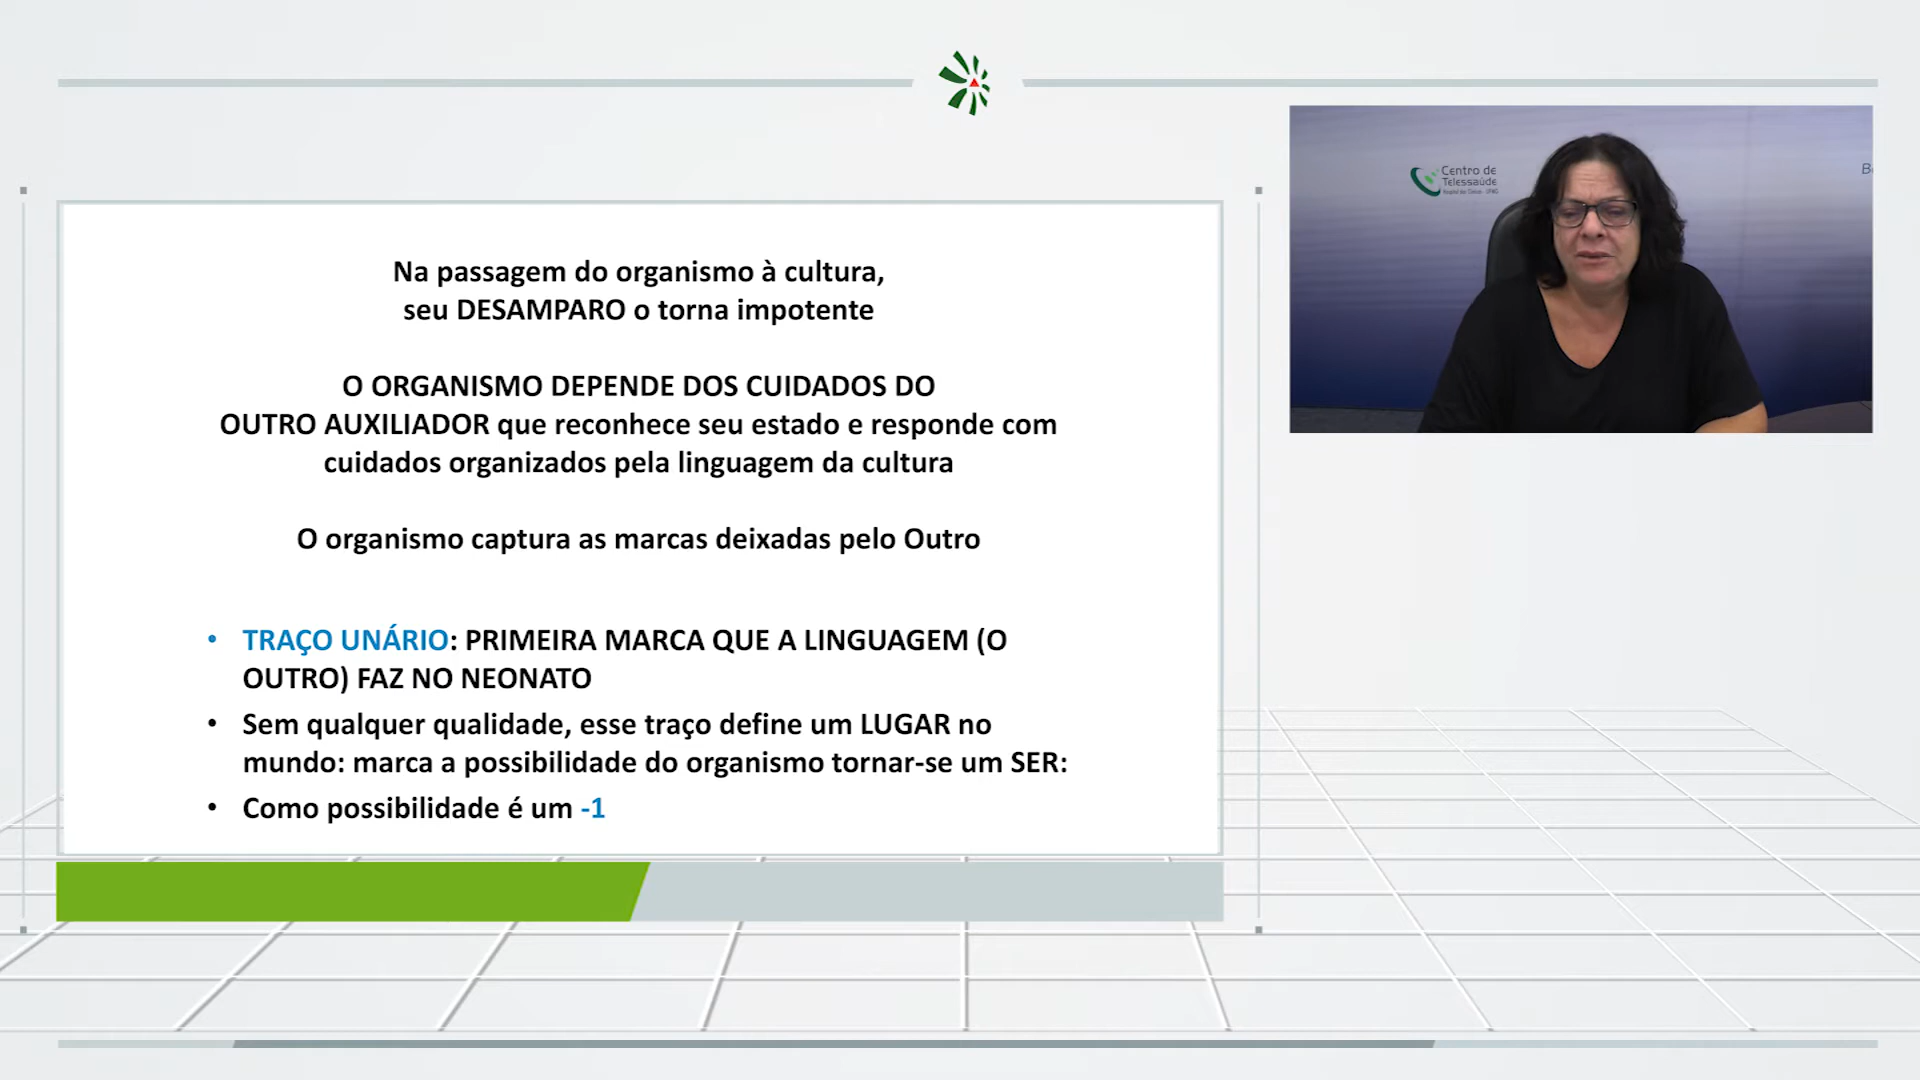 Na passagem do organismo à cultura,
seu DESAMPARO o torna impotente
O ORGANISMO DEPENDE DOS CUIDADOS DO
OUTRO AUXILIADOR que reconhece seu estado e responde com
cuidados organizados pela linguagem da cultura
O organismo captura as marcas deixadas pelo Outro
• TRAÇO UNÁRIO: PRIMEIRA MARCA QUE A LINGUAGEM (O
OUTRO) FAZ NO NEONATO
• Sem qualquer qualidade, esse traço define um LUGAR no
mundo: marca a possibilidade do organismo tornar-se um SER:
• Como possibilidade é um -1
Centro de
Telessaúde